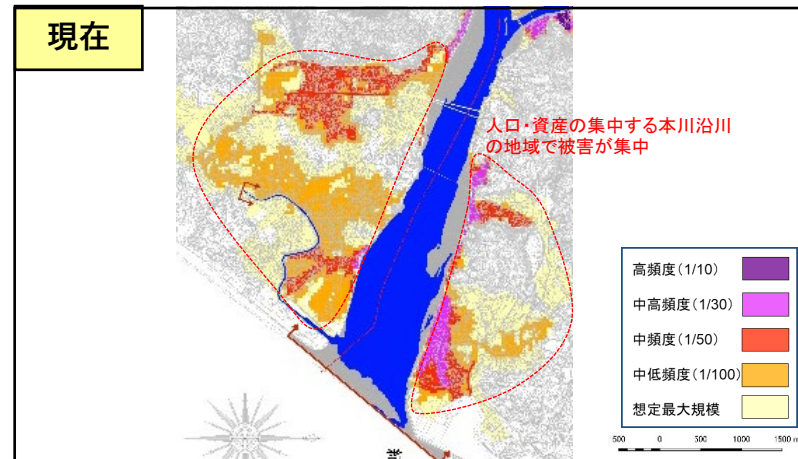 現在
人口・資産の集中する本川沿川
の地域で被害が集中
高頻度(1/10)
中高頻度(1/30)
中頻度(1/50)
中低頻度(1/100)
想定最大規模
500 0 500 1000 1500 m